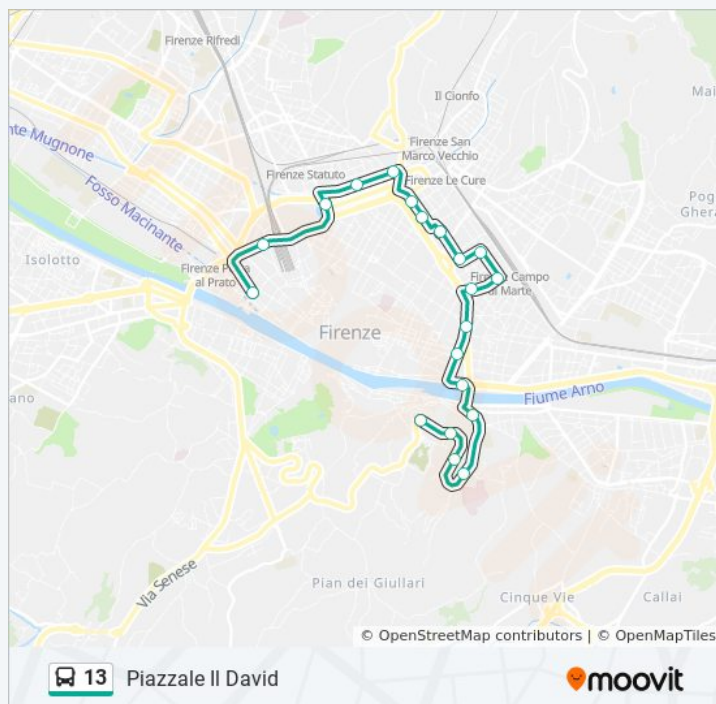 Firenze Rifredi
Il Cionfo
Mai
nte Mugnone
Firenze San
Marco Vecchio
Firenze Statuto
Firenze Le Cure
Fosso Macinante
Pog
Ghera
Isolotto
Firenze P
al Prato
Fire
Campo
di Marte
Firenze
Fiume Arno
ano
Via Senese
Pian dei Giullari
Cinque Vie
Callai
© OpenStreetMap contributors | © OpenMapTiles
13 Piazzale Il David
moovit